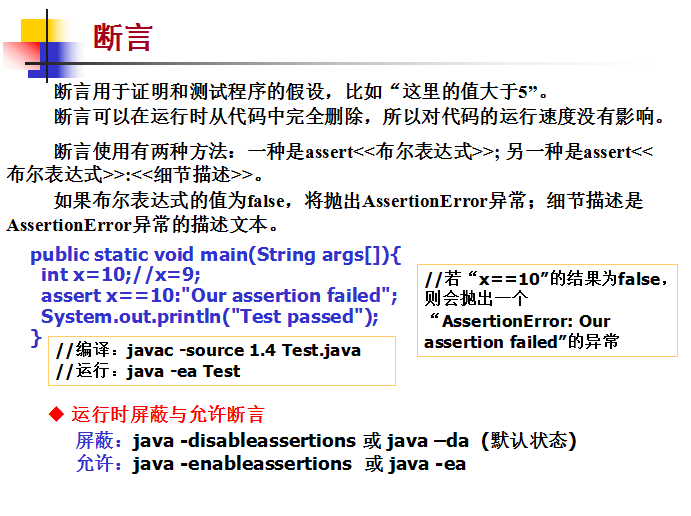 断言
断言用于证明和测试程序的假设，比如“这里的值大于5”。
断言可以在运行时从代码中完全删除，所以对代码的运行速度没有影响。
断言使用有两种方法：一种是assert<<布尔表达式>>; 另一种是assert<<
布尔表达式>>:<<细节描述>>。
如果布尔表达式的值为false，将抛出AssertionError异常；细节描述是
AssertionError异常的描述文本。
public static void main(String args[]){
int x=10;//x=9;
assert x==10:"Our assertion failed";
System.out.println("Test passed");
}
//编译：javac -source 1.4 Test.java
//运行：java -ea Test
//若“x==10”的结果为false，
则会抛出一个
“AssertionError: Our
assertion failed”的异常
◆ 运行时屏蔽与允许断言
屏蔽：java -disableassertions 或 java –da (默认状态)
允许：java -enableassertions 或 java -ea